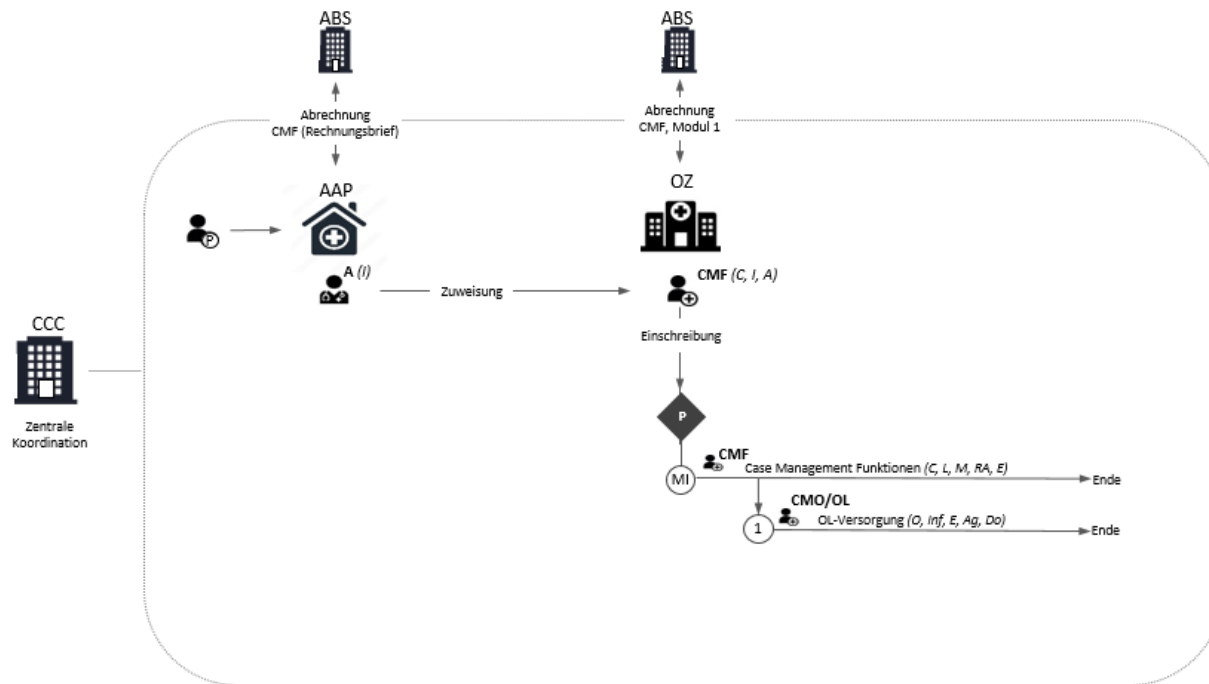 ABS
ABS
Abrechnung
CMF (Rechnungsbrief)
Abrechnung
CMF, Modul 1
AAP
OZ
P
A (I)
Zuweisung
CMF (C, I, A)
Einschreibung
CCC
Zentrale
Koordination
P
CMF
MI
Case Management Funktionen (C, L, M, RA, E)
Ende
CMO/OL
1
OL-Versorgung (O, Inf, E, Ag, Do)
Ende